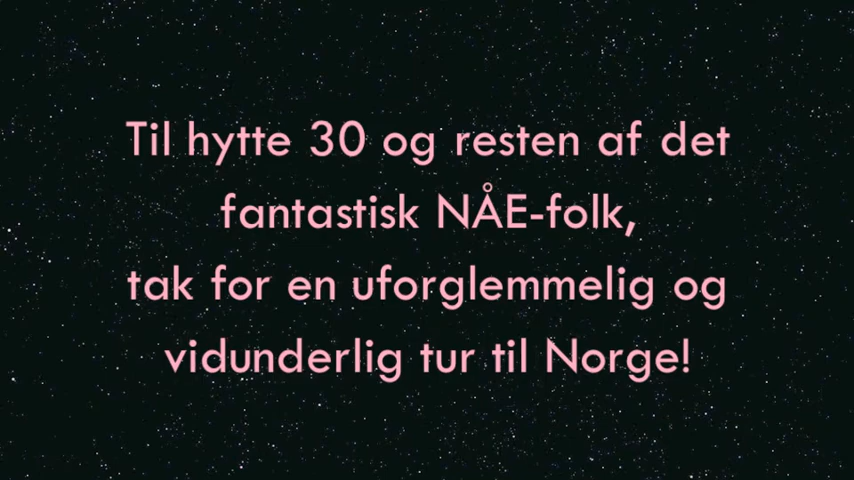 Til hytte 30 og resten af det
fantastisk NÅE-folk,
tak for en uforglemmelig og
vidunderlig tur til Norge!